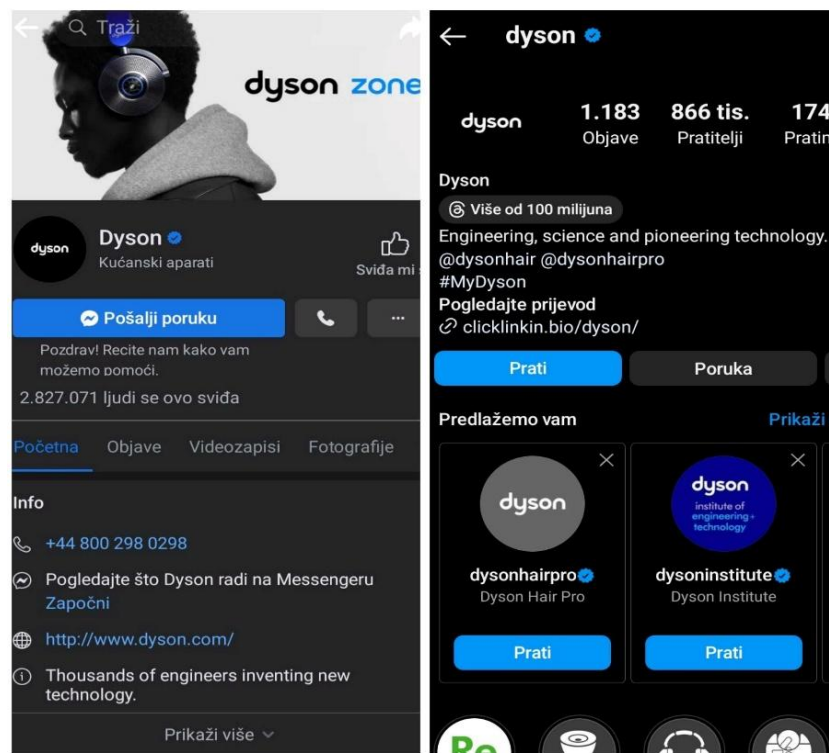 Traži
dyson zone
dyson
Dyson
Kućanski aparati
Sviđa mi
Pošalji poruku
...
Pozdrav! Recite nam kako vam
možemo pomoći.
2.827.071 ljudi se ovo sviđa
Početna Objave Videozapisi Fotografije
Info
+44 800 298 0298
Pogledajte što Dyson radi na Messengeru
Započni
http://www.dyson.com/
Thousands of engineers inventing new
technology.
Prikaži više
dyson
dyson
1.183 866 tis. 174
Objave Pratitelji Pratin
Dyson
Više od 100 milijuna
Engineering, science and pioneering technology.
@dysonhair @dysonhairpro
#MyDyson
Pogledajte prijevod
clicklinkin.bio/dyson/
Prati Poruka
Predlažemo vam Prikaži
dyson
dysonhairpro
Dyson Hair Pro
Prati
dyson
institute of
engineering+
technology
dysoninstitute
Dyson Institute
Prati
Re